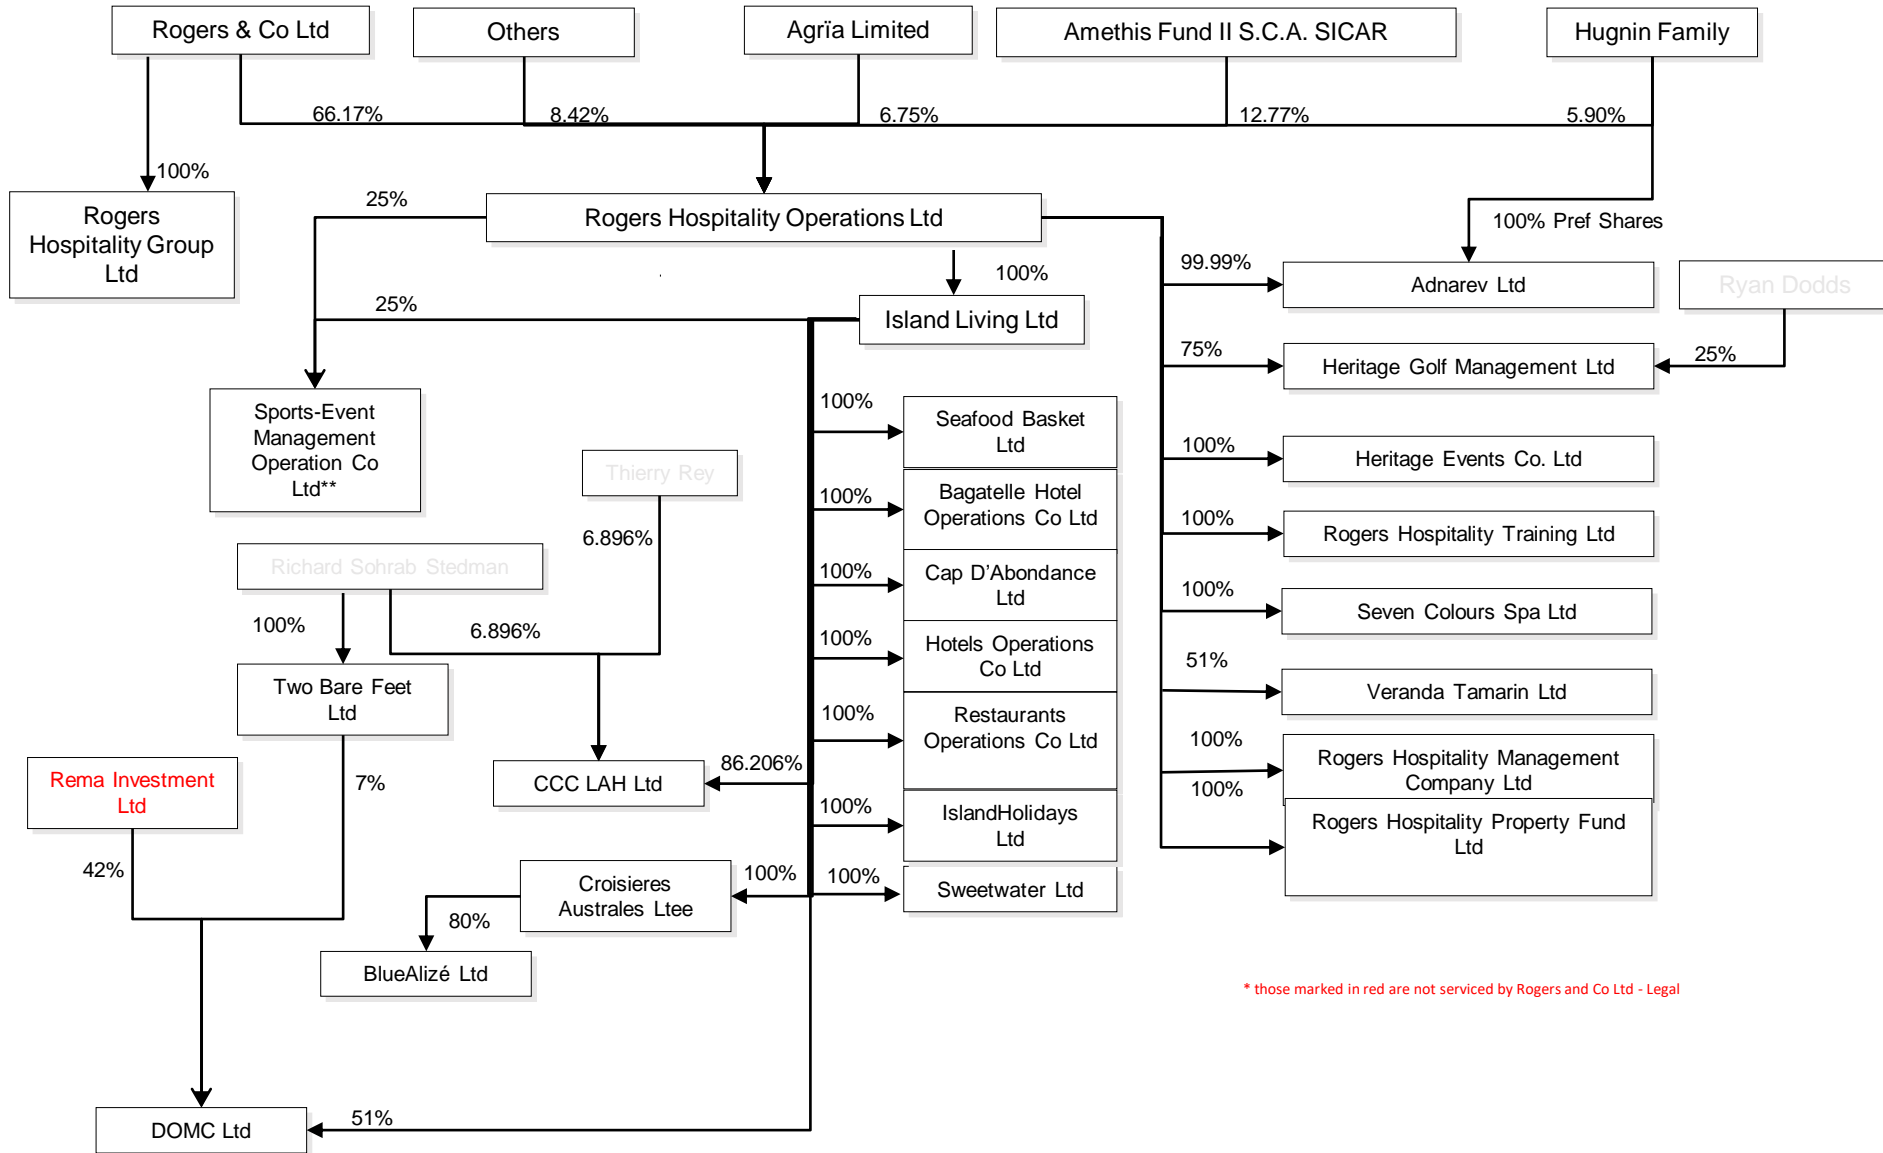 Rogers & Co Ltd
Others
Agrïa Limited
Amethis Fund II S.C.A. SICAR
Hugnin Family
66.17%
8.42%
6.75%
12.77%
5.90%
100%
Rogers
Hospitality Group
Ltd
25%
Rogers Hospitality Operations Ltd
100% Pref Shares
100%
99.99%
Adnarev Ltd
Ryan Dodds
25%
Island Living Ltd
75%
Heritage Golf Management Ltd
25%
Sports-Event
Management
Operation Co
Ltd**
100%
Seafood Basket
Ltd
100%
Heritage Events Co. Ltd
Thierry Rey
100%
Bagatelle Hotel
Operations Co Ltd
100%
Rogers Hospitality Training Ltd
6.896%
Richard Sohrab Stedman
100%
Cap D'Abondance
Ltd
100%
Seven Colours Spa Ltd
100%
6.896%
100%
Hotels Operations
Co Ltd
51%
Veranda Tamarin Ltd
Two Bare Feet
Ltd
100%
Restaurants
Operations Co Ltd
100%
Rogers Hospitality Management
Company Ltd
Rema Investment
Ltd
7%
CCC LAH Ltd
86.206%
100%
Rogers Hospitality Property Fund
Ltd
100%
IslandHolidays
Ltd
42%
Croisieres
Australes Ltee
100%
100%
Sweetwater Ltd
80%
BlueAlizé Ltd
* those marked in red are not serviced by Rogers and Co Ltd - Legal
DOMC Ltd
51%